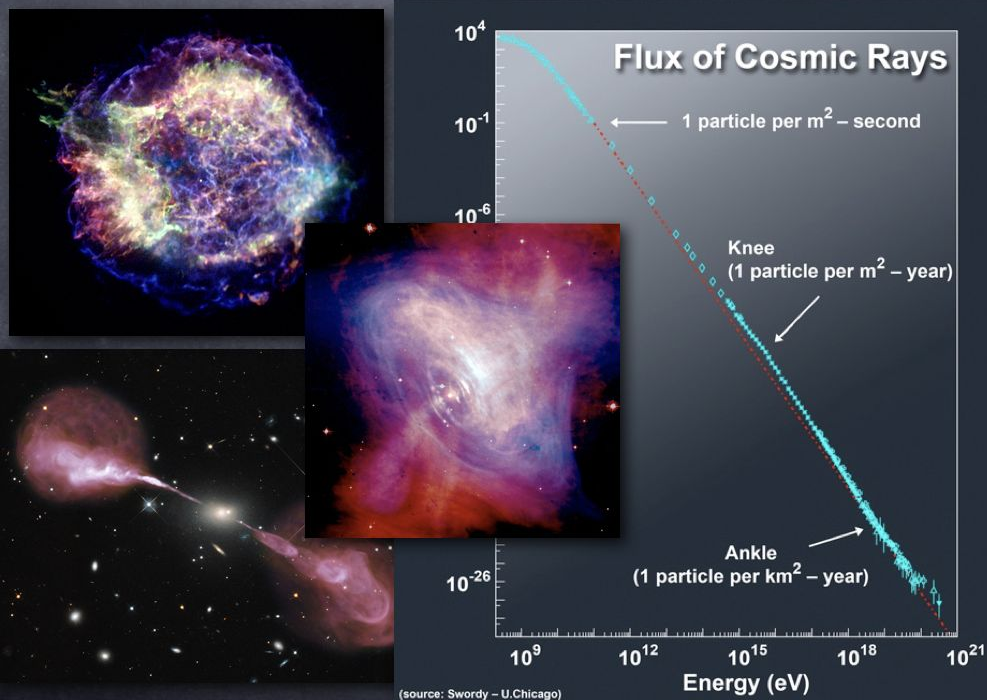 Flux of Cosmic Rays
10⁴
10⁻¹
1 particle per m² – second
10⁻⁶
Knee
(1 particle per m² – year)
Ankle
(1 particle per km² – year)
10⁻²⁶
10⁹ 10¹² 10¹⁵ 10¹⁸ 10²¹
Energy (eV)
(source: Swordy – U.Chicago)